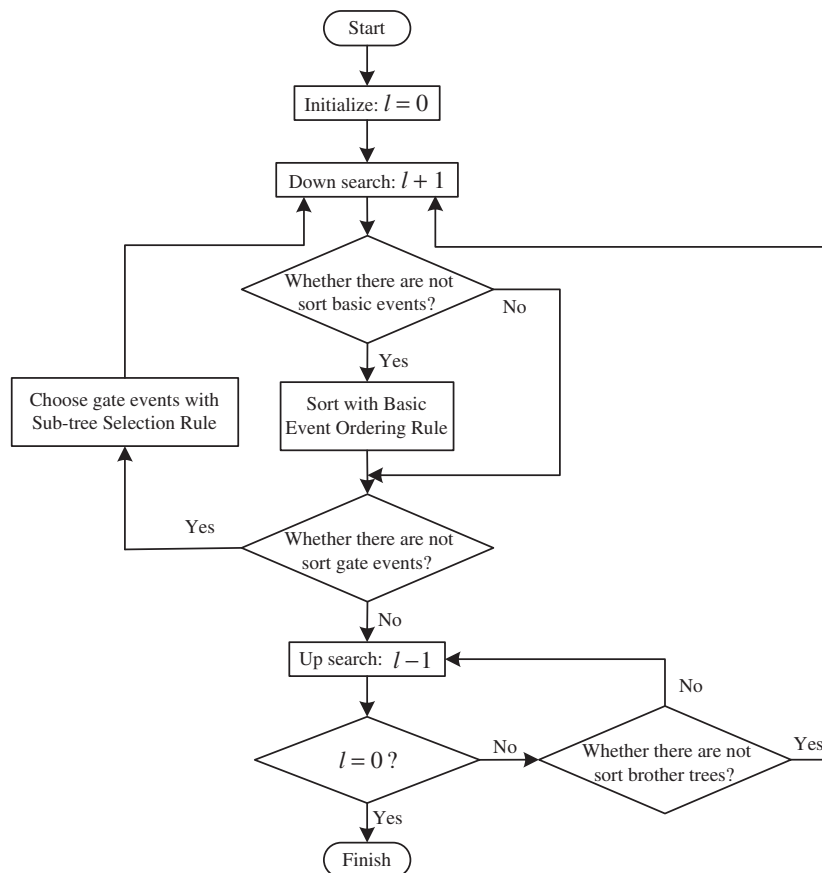 Start
Initialize: l = 0
Down search: l + 1
Whether there are not
sort basic events?
No
Yes
Choose gate events with
Sub-tree Selection Rule
Sort with Basic
Event Ordering Rule
Yes
Whether there are not
sort gate events?
No
Up search: l − 1
No
l = 0 ?
No
Whether there are not
sort brother trees?
Yes
Yes
Finish